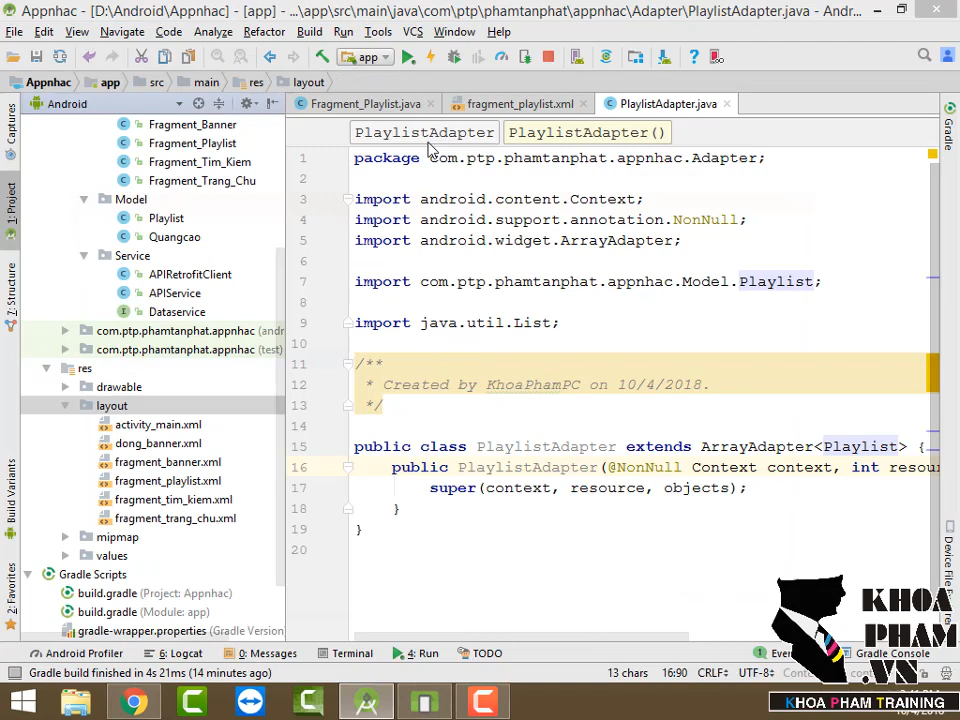 Appnhac - [D:\Android\Appnhac] - [app] - ...\app\src\main\java\com\ptp\phamtanphat\appnhac\Adapter\PlaylistAdapter.java - Andr...
File Edit View Navigate Code Analyze Refactor Build Run Tools VCS Window Help
app
Appnhac app src main res layout
Android
Fragment_Playlist.java fragment_playlist.xml PlaylistAdapter.java
PlaylistAdapter PlaylistAdapter()
Captures
1: Project
7: Structure
Build Variants
2: Favorites
Fragment_Banner
Fragment_Playlist
Fragment_Tim_Kiem
Fragment_Trang_Chu
Model
Playlist
Quangcao
Service
APIRetrofitClient
APIService
Dataservice
com.ptp.phamtanphat.appnhac (andr
com.ptp.phamtanphat.appnhac (test)
res
drawable
layout
activity_main.xml
dong_banner.xml
fragment_banner.xml
fragment_playlist.xml
fragment_tim_kiem.xml
fragment_trang_chu.xml
mipmap
values
Gradle Scripts
build.gradle (Project: Appnhac)
build.gradle (Module: app)
gradle-wrapper.properties (Gradle Version)
1 package com.ptp.phamtanphat.appnhac.Adapter;
2
3 import android.content.Context;
4 import android.support.annotation.NonNull;
5 import android.widget.ArrayAdapter;
6
7 import com.ptp.phamtanphat.appnhac.Model.Playlist;
8
9 import java.util.List;
10
11 /**
12 * Created by KhoaPhamPC on 10/4/2018.
13 */
14
15 public class PlaylistAdapter extends ArrayAdapter<Playlist> {
16 public PlaylistAdapter(@NonNull Context context, int resou
17 super(context, resource, objects);
18 }
19 }
20
Gradle
Device File
KHOA
PHAM
.VN
Android Profiler 6: Logcat 0: Messages Terminal 4: Run TODO
1 Even Gradle Console
Gradle build finished in 4s 21ms (14 minutes ago) 13 chars 16:90 CRLF÷ UTF-8÷
KHOA PHAM TRAINING